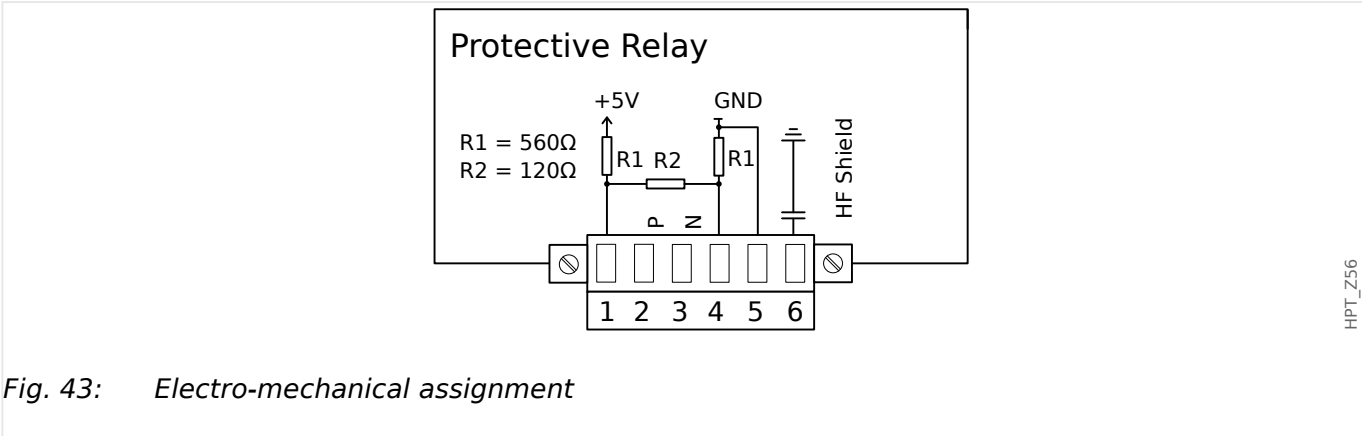 Protective Relay
+5V
GND
R1 = 560Ω
R2 = 120Ω
R1
R2
R1
HF Shield
P
N
1 2 3 4 5 6
HPT_Z56
Fig. 43: Electro-mechanical assignment